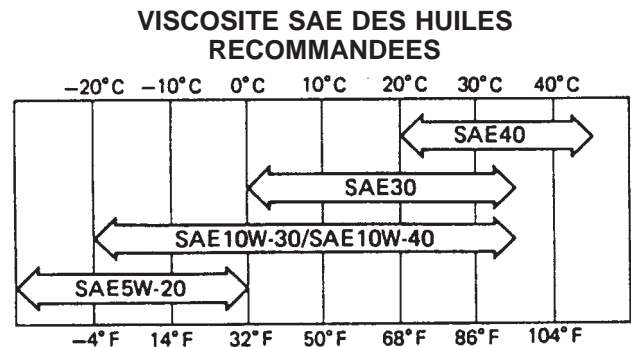 VISCOSITE SAE DES HUILES
RECOMMANDEES
−20°C −10°C 0°C 10°C 20°C 30°C 40°C
SAE40
SAE30
SAE10W-30/SAE10W-40
SAE5W-20
−4°F 14°F 32°F 50°F 68°F 86°F 104°F